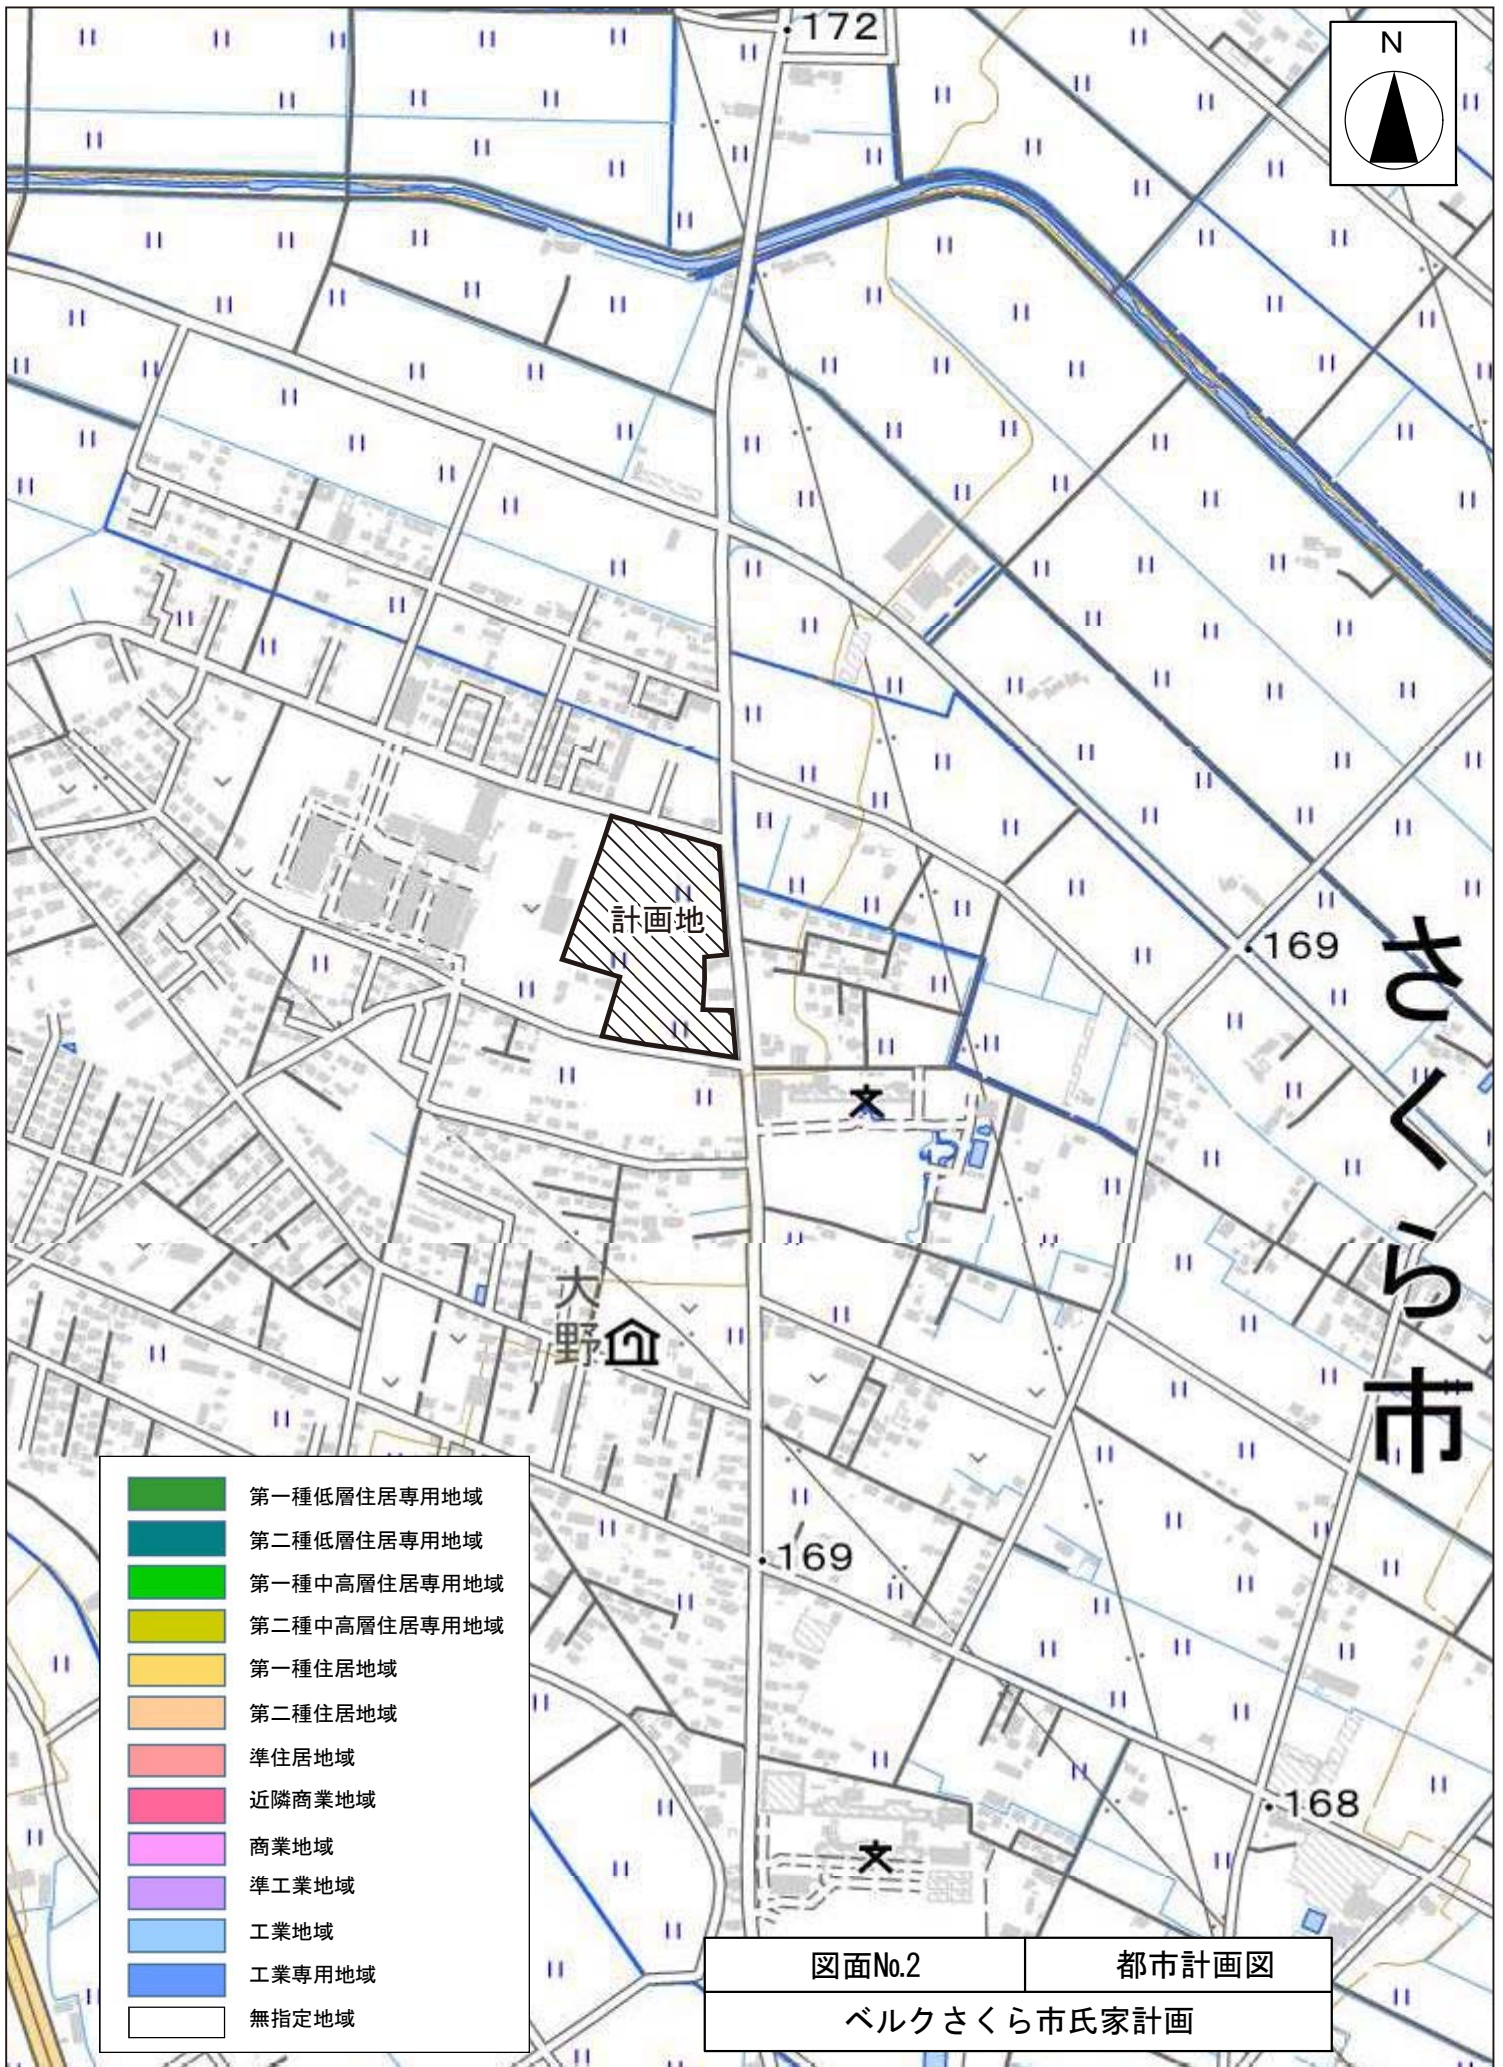 172
N
計画地
169
さくら市
大野
169
168
第一種低層住居専用地域
第二種低層住居専用地域
第一種中高層住居専用地域
第二種中高層住居専用地域
第一種住居地域
第二種住居地域
準住居地域
近隣商業地域
商業地域
準工業地域
工業地域
工業専用地域
無指定地域
図面No.2
都市計画図
ベルクさくら市氏家計画